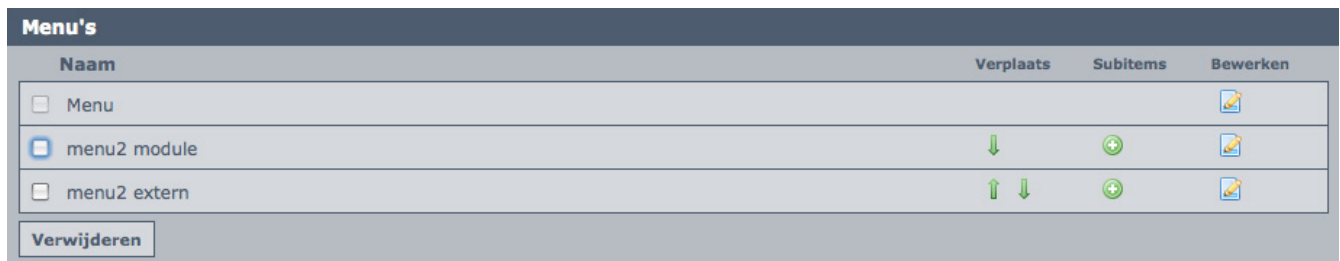 Menu's
Naam Verplaats Subitems Bewerken
Menu
menu2 module
menu2 extern
Verwijderen